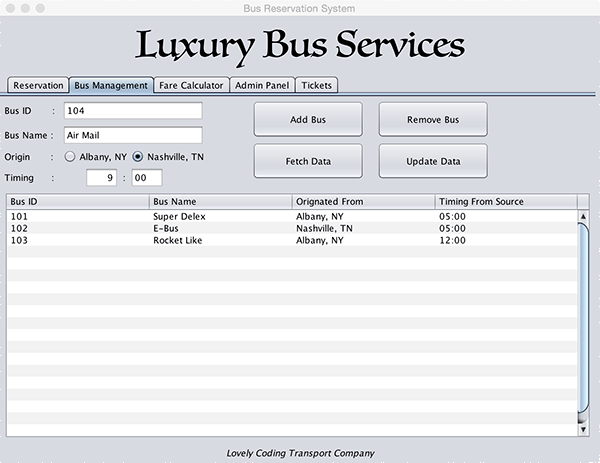 Bus Reservation System
Luxury Bus Services
Reservation Bus Management Fare Calculator Admin Panel Tickets
Bus ID : 104
Add Bus Remove Bus
Bus Name : Air Mail
Origin : Albany, NY Nashville, TN
Fetch Data Update Data
Timing : 9 : 00
Bus ID Bus Name Orignated From Timing From Source
101 Super Delex Albany, NY 05:00
102 E-Bus Nashville, TN 05:00
103 Rocket Like Albany, NY 12:00
Lovely Coding Transport Company